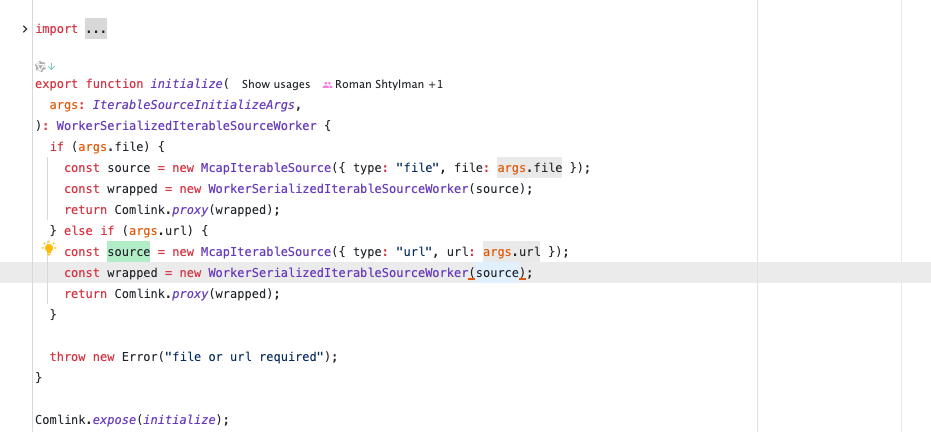 import ...
export function initialize( Show usages Roman Shtylman +1
args: IterableSourceInitializeArgs,
): WorkerSerializedIterableSourceWorker {
if (args.file) {
const source = new McapIterableSource({ type: "file", file: args.file });
const wrapped = new WorkerSerializedIterableSourceWorker(source);
return Comlink.proxy(wrapped);
} else if (args.url) {
const source = new McapIterableSource({ type: "url", url: args.url });
const wrapped = new WorkerSerializedIterableSourceWorker(source);
return Comlink.proxy(wrapped);
}
throw new Error("file or url required");
}
Comlink.expose(initialize);